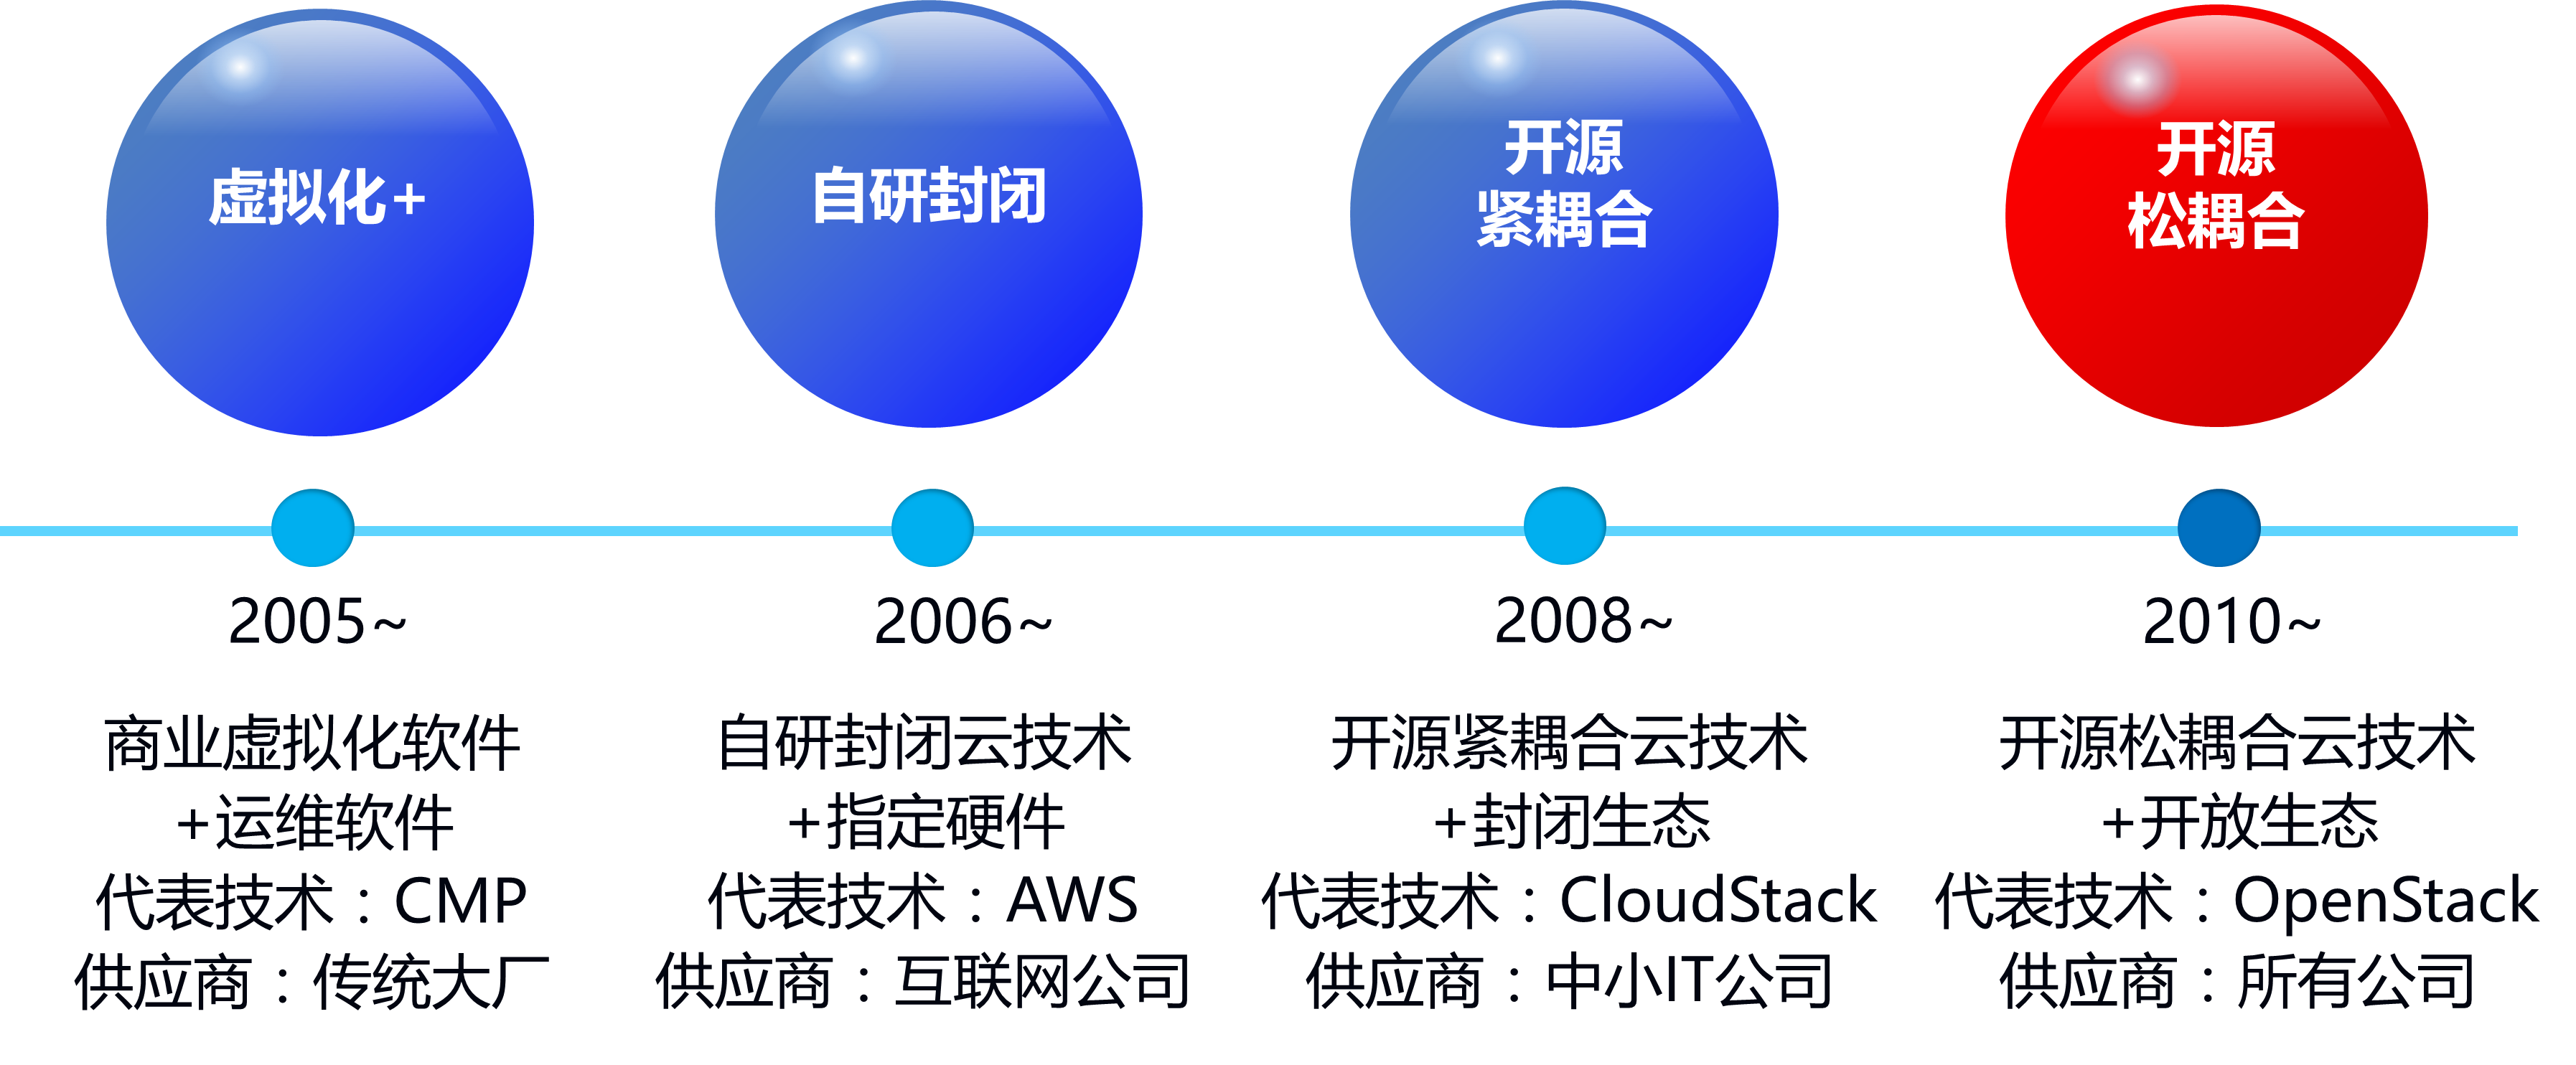 虚拟化+
自研封闭
开源
紧耦合
开源
松耦合
2005~
2006~
2008~
2010~
商业虚拟化软件
+运维软件
代表技术：CMP
供应商：传统大厂
自研封闭云技术
+指定硬件
代表技术：AWS
供应商：互联网公司
开源紧耦合云技术
+封闭生态
代表技术：CloudStack
供应商：中小IT公司
开源松耦合云技术
+开放生态
代表技术：OpenStack
供应商：所有公司